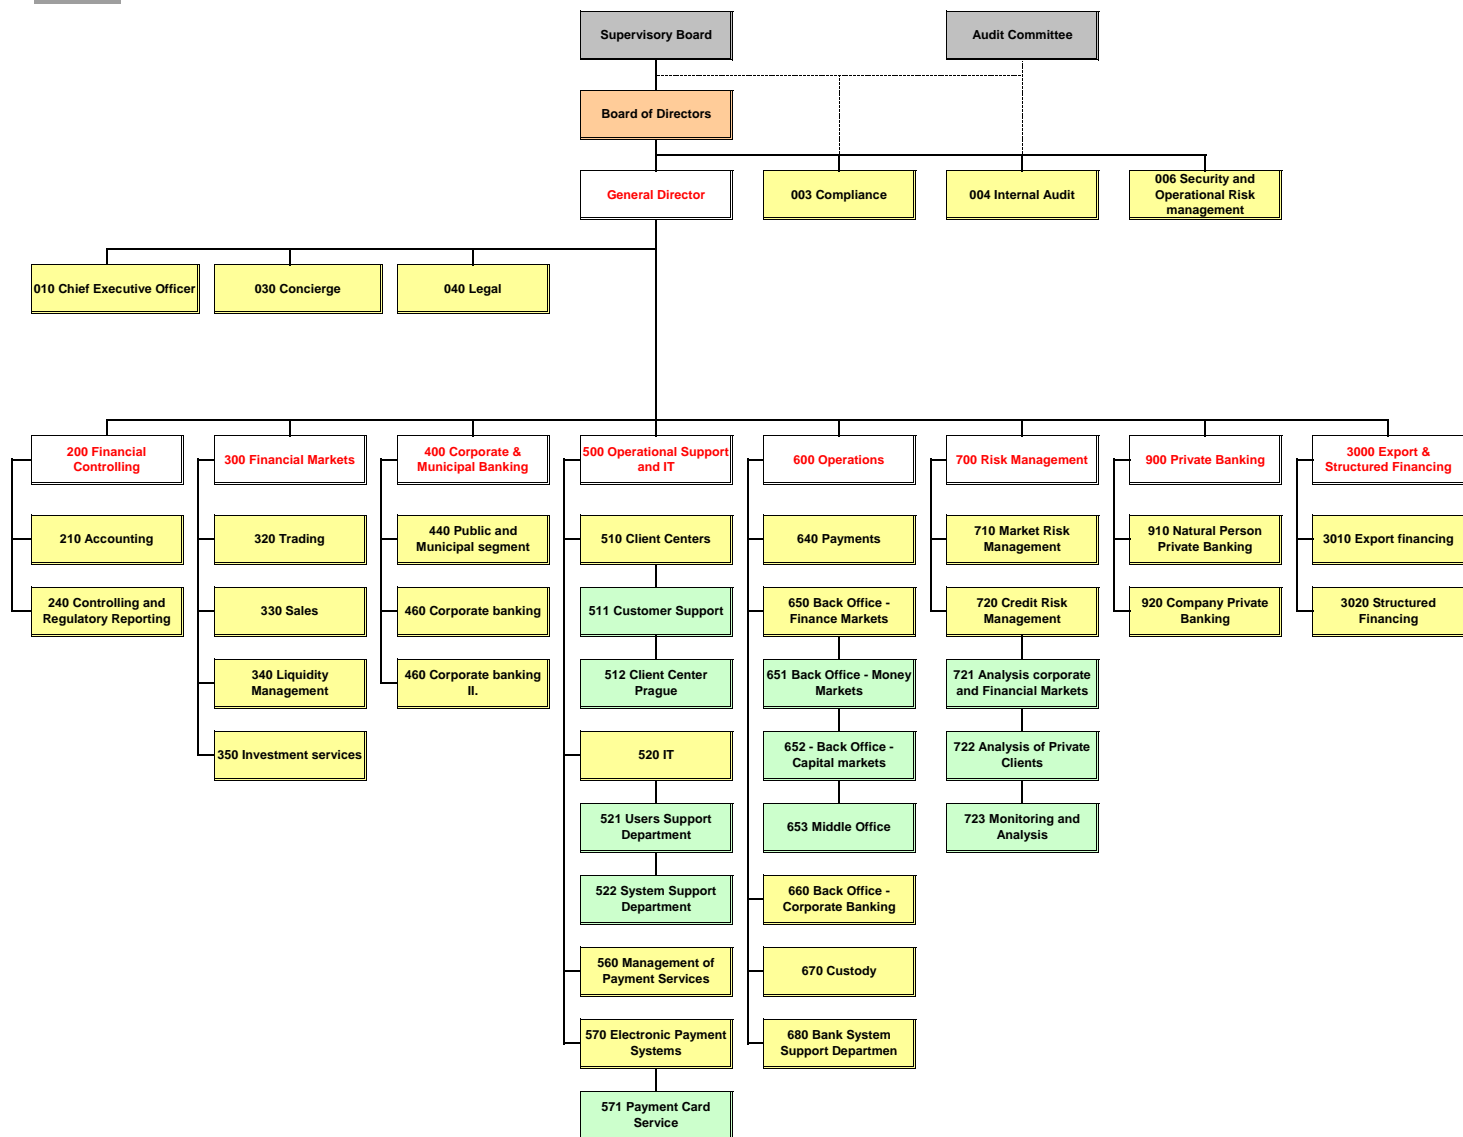 Supervisory Board
Audit Committee
Board of Directors
General Director
003 Compliance
004 Internal Audit
006 Security and
Operational Risk
management
010 Chief Executive Officer
030 Concierge
040 Legal
200 Financial
Controlling
300 Financial Markets
400 Corporate &
Municipal Banking
500 Operational Support
and IT
600 Operations
700 Risk Management
900 Private Banking
3000 Export &
Structured Financing
210 Accounting
320 Trading
440 Public and
Municipal segment
510 Client Centers
640 Payments
710 Market Risk
Management
910 Natural Person
Private Banking
3010 Export financing
240 Controlling and
Regulatory Reporting
330 Sales
460 Corporate banking
511 Customer Support
650 Back Office -
Finance Markets
720 Credit Risk
Management
920 Company Private
Banking
3020 Structured
Financing
340 Liquidity
Management
460 Corporate banking
II.
512 Client Center
Prague
651 Back Office - Money
Markets
721 Analysis corporate
and Financial Markets
350 Investment services
520 IT
652 - Back Office -
Capital markets
722 Analysis of Private
Clients
521 Users Support
Department
653 Middle Office
723 Monitoring and
Analysis
522 System Support
Department
660 Back Office -
Corporate Banking
560 Management of
Payment Services
670 Custody
570 Electronic Payment
Systems
680 Bank System
Support Departmen
571 Payment Card
Service